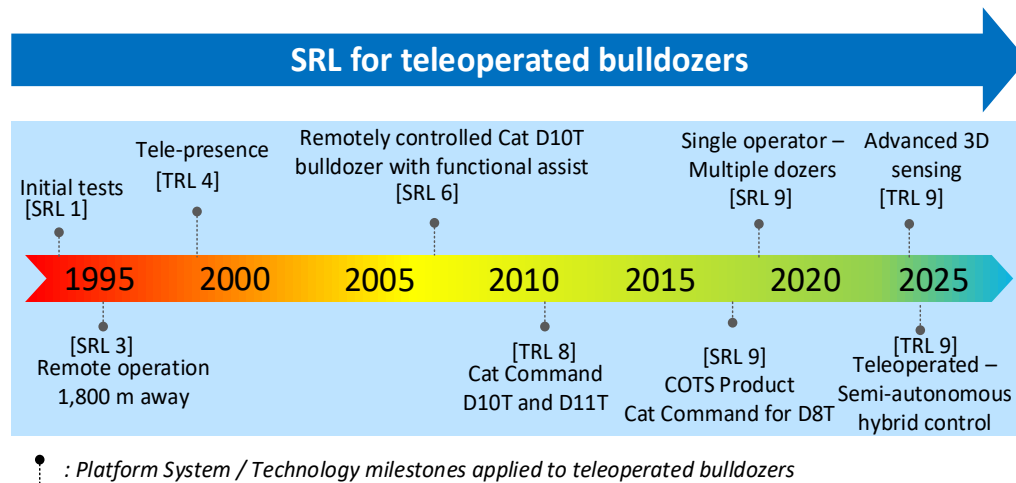 SRL for teleoperated bulldozers
Initial tests
[SRL 1]
Tele-presence
[TRL 4]
Remotely controlled Cat D10T
bulldozer with functional assist
[SRL 6]
Single operator –
Multiple dozers
[SRL 9]
Advanced 3D
sensing
[TRL 9]
1995 2000 2005 2010 2015 2020 2025
[SRL 3]
Remote operation
1,800 m away
[TRL 8]
Cat Command
D10T and D11T
[SRL 9]
COTS Product
Cat Command for D8T
[TRL 9]
Teleoperated –
Semi-autonomous
hybrid control
: Platform System / Technology milestones applied to teleoperated bulldozers